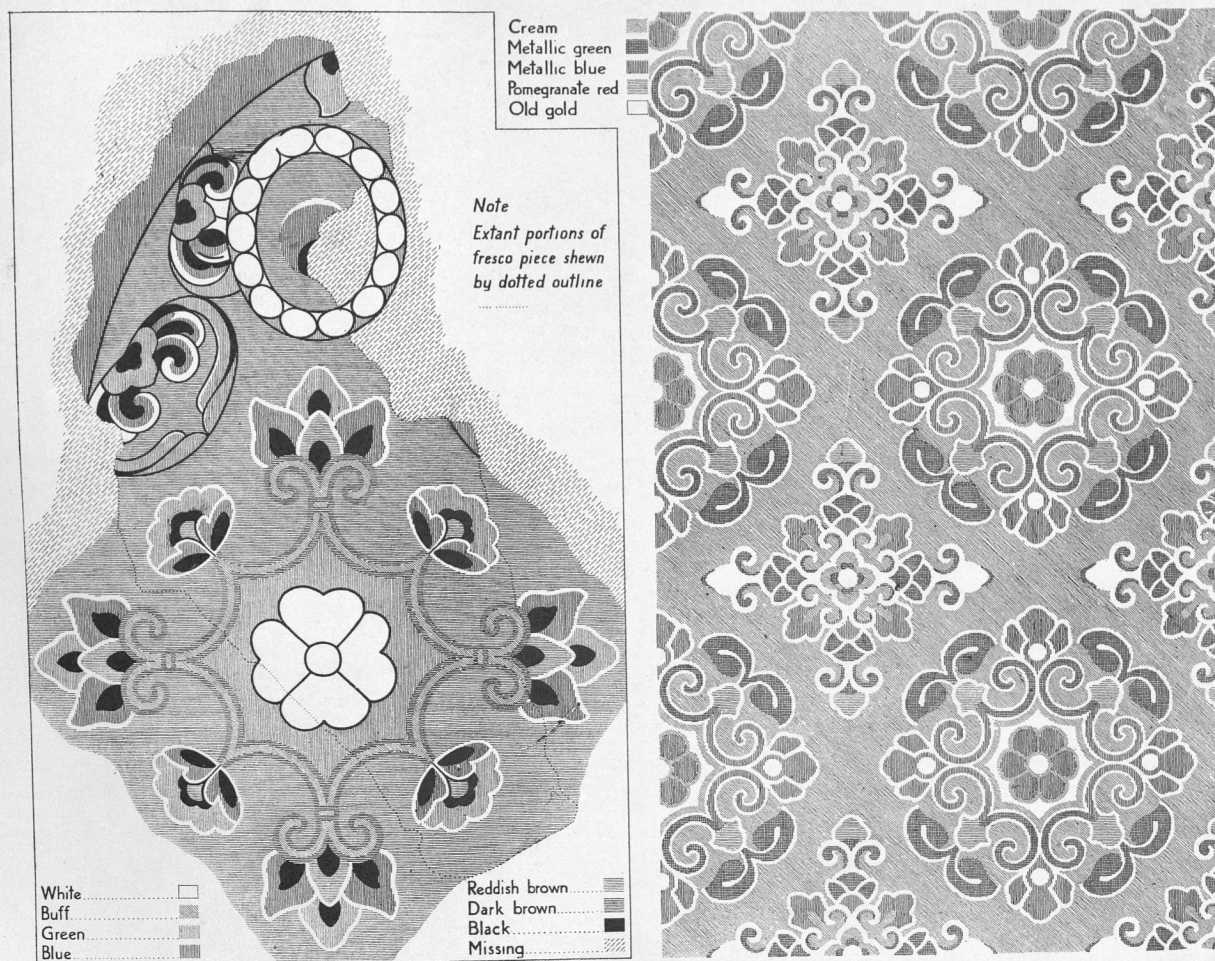 Cream
Metallic green
Metallic blue
Pomegranate red
Old gold
Note
Extant portions of
fresco piece shewn
by dotted outline
White
Buff
Green
Blue
Reddish brown
Dark brown
Black
Missing